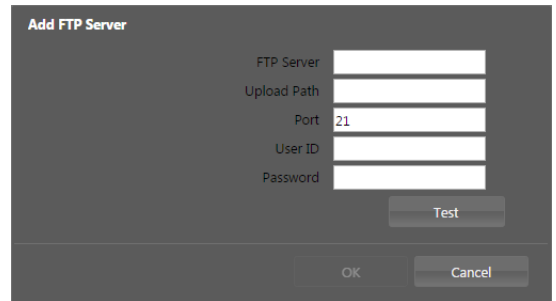 Add FTP Server
FTP Server
Upload Path
Port 21
User ID
Password
Test
OK Cancel